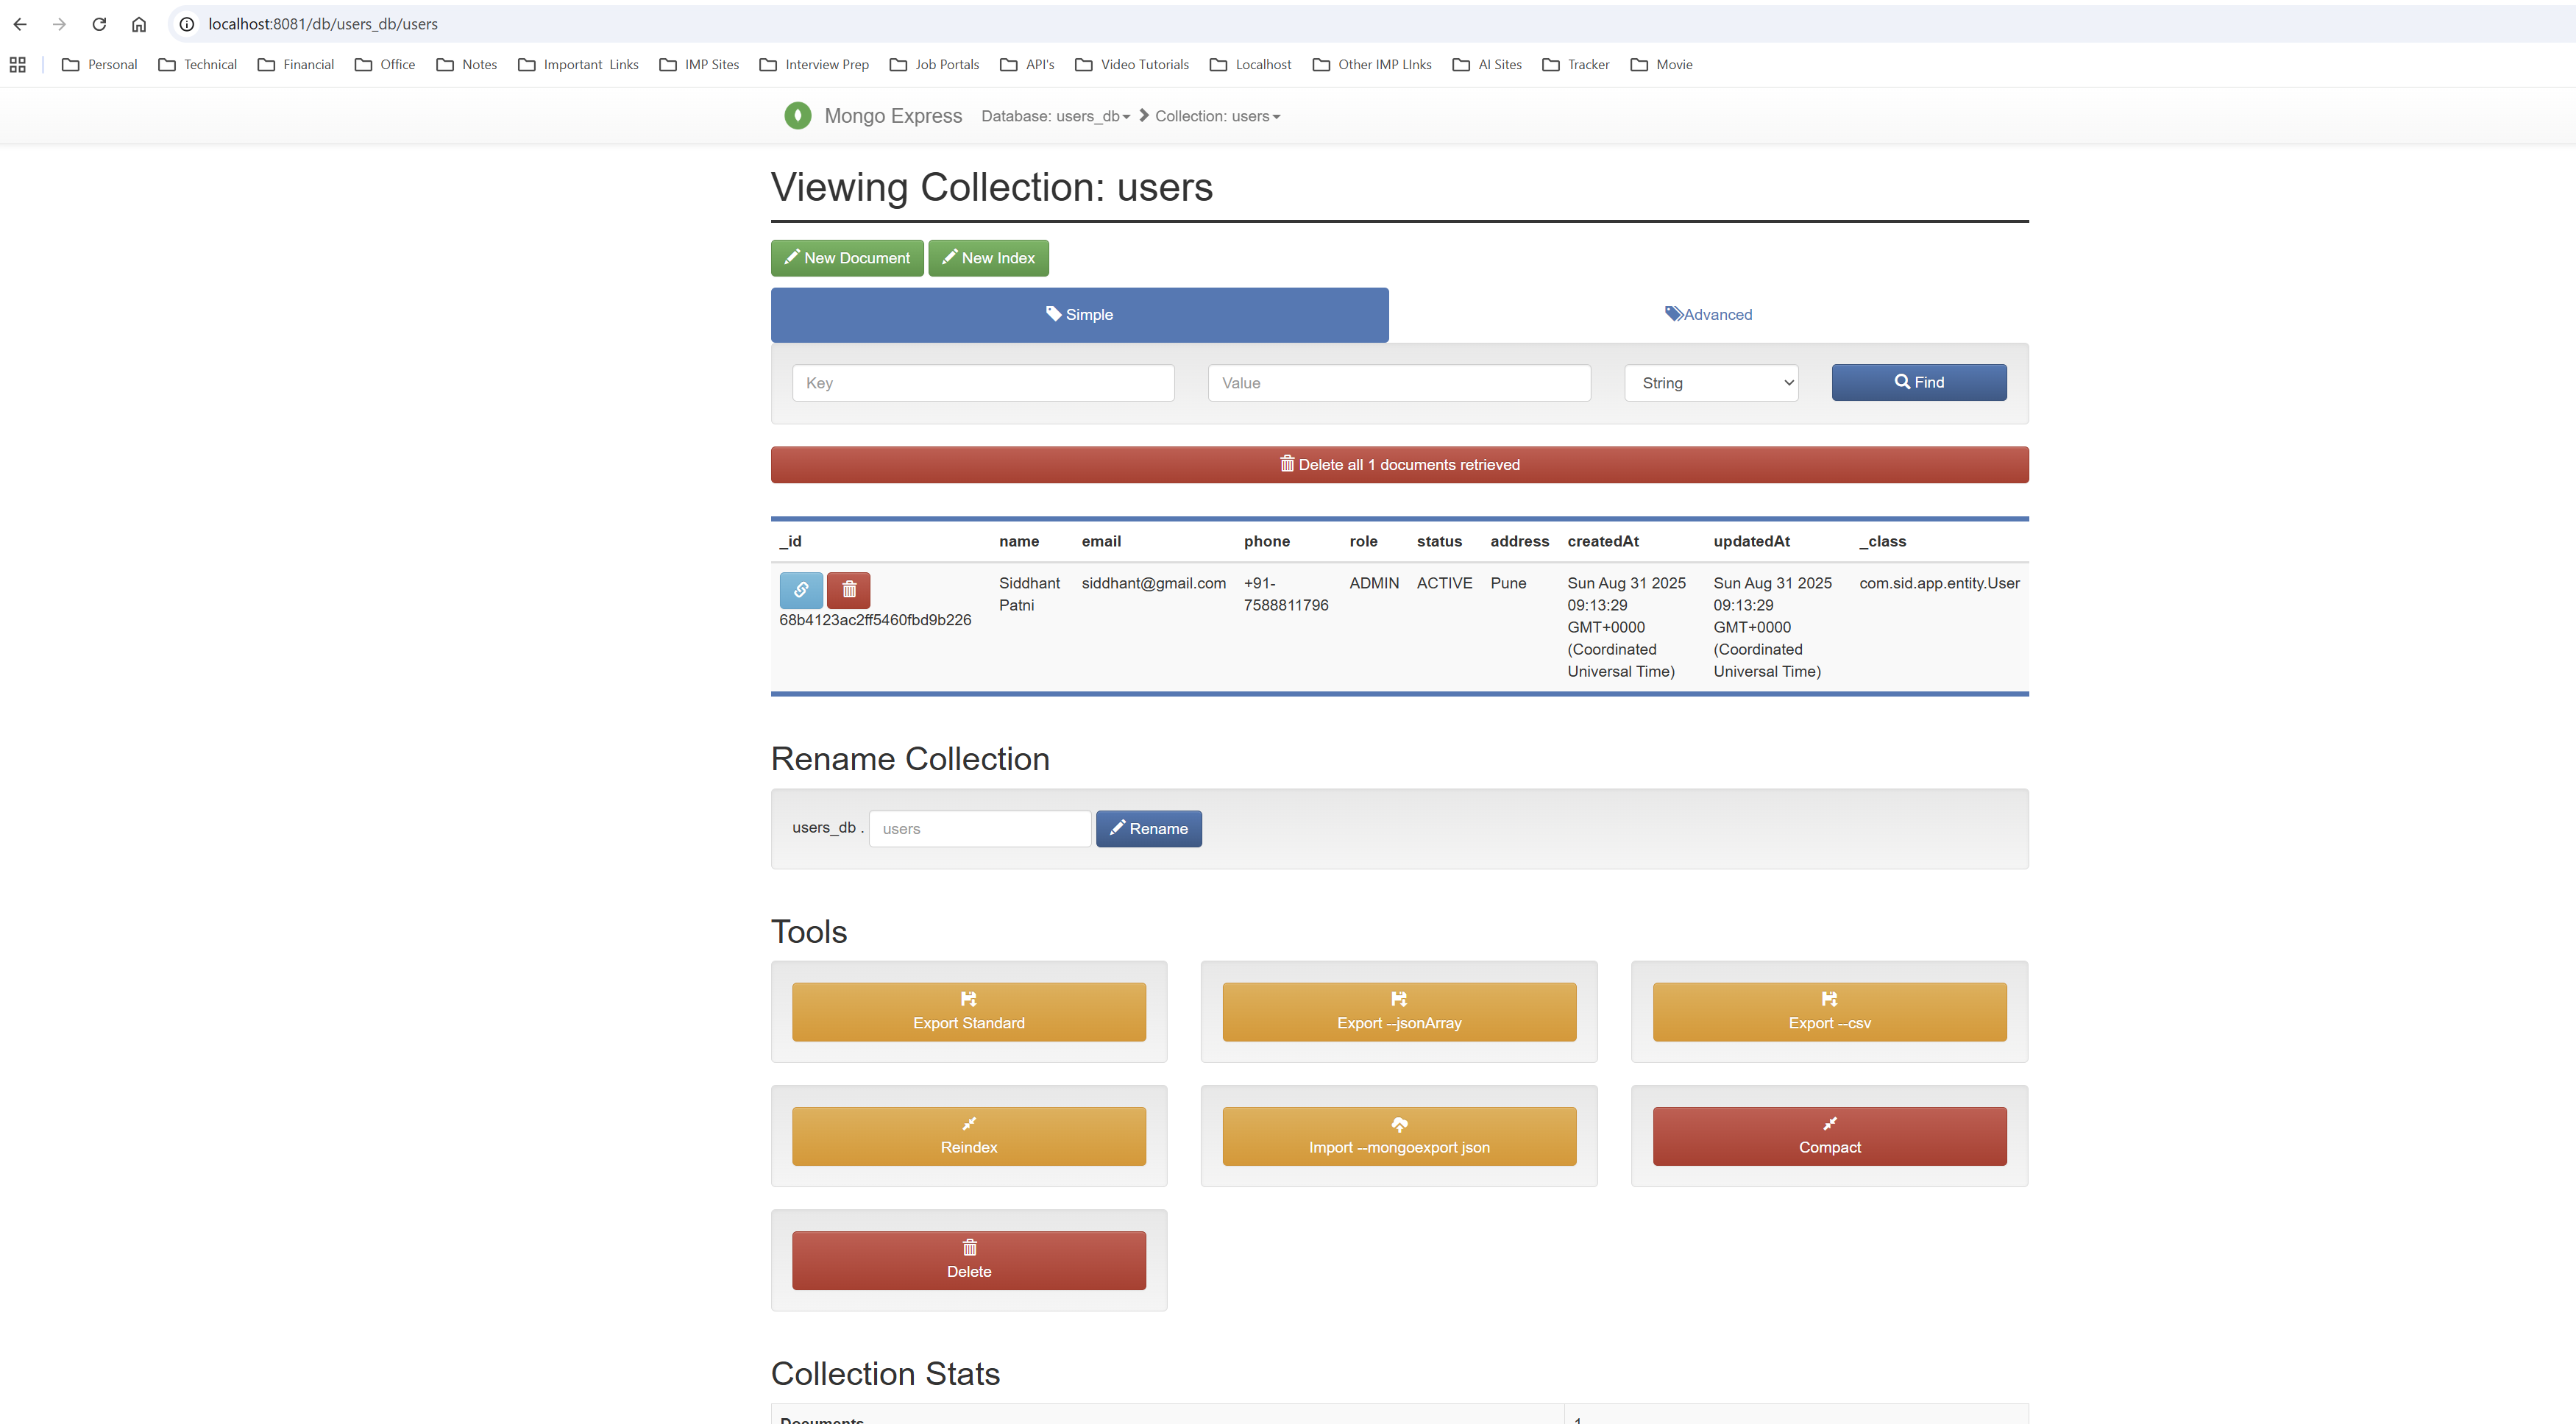 localhost:8081/db/users_db/users
Personal Technical Financial Office Notes Important Links IMP Sites Interview Prep Job Portals API's Video Tutorials Localhost Other IMP LInks AI Sites Tracker Movie
Mongo Express Database: users_db Collection: users
Viewing Collection: users
New Document New Index
Simple Advanced
Key Value String Find
Delete all 1 documents retrieved
_id name email phone role status address createdAt updatedAt _class
Siddhant siddhant@gmail.com +91- ADMIN ACTIVE Pune Sun Aug 31 2025 Sun Aug 31 2025 com.sid.app.entity.User
Patni 7588811796 09:13:29 09:13:29
68b4123ac2ff5460fbd9b226 GMT+0000 GMT+0000
(Coordinated (Coordinated
Universal Time) Universal Time)
Rename Collection
users_db . users Rename
Tools
Export Standard Export --jsonArray Export --csv
Reindex Import --mongoexport json Compact
Delete
Collection Stats
Documents 1